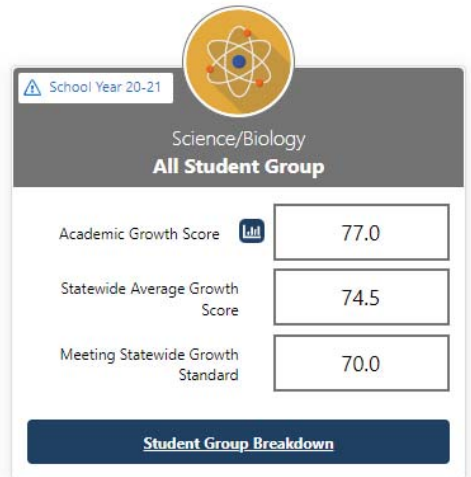 School Year 20-21
Science/Biology
All Student Group
Academic Growth Score
77.0
Statewide Average Growth
Score
74.5
Meeting Statewide Growth
Standard
70.0
Student Group Breakdown